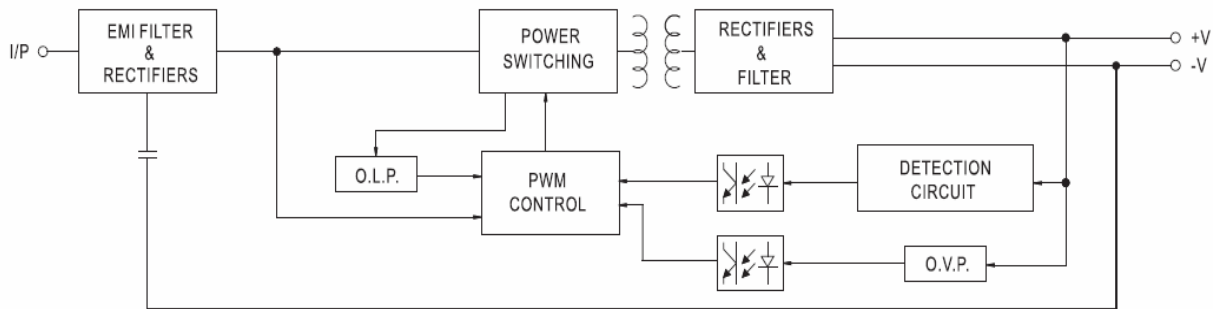 I/P
EMI FILTER
&
RECTIFIERS
POWER
SWITCHING
RECTIFIERS
&
FILTER
+V
-V
O.L.P.
PWM
CONTROL
DETECTION
CIRCUIT
O.V.P.